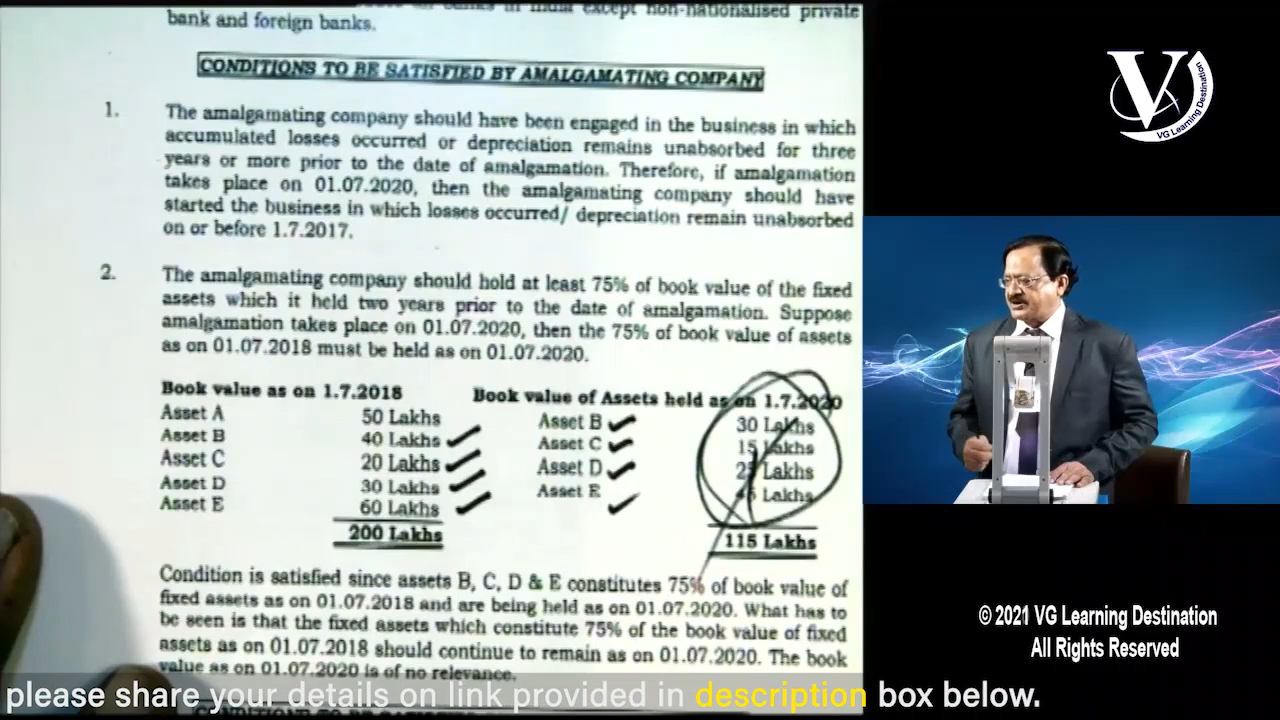 banks in India except non-nationalised private
bank and foreign banks.
CONDITIONS TO BE SATISFIED BY AMALGAMATING COMPANY
1. The amalgamating company should have been engaged in the business in which
accumulated losses occurred or depreciation remains unabsorbed for three
years or more prior to the date of amalgamation. Therefore, if amalgamation
takes place on 01.07.2020, then the amalgamating company should have
started the business in which losses occurred/ depreciation remain unabsorbed
on or before 1.7.2017.
2. The amalgamating company should hold at least 75% of book value of the fixed
assets which it held two years prior to the date of amalgamation. Suppose
amalgamation takes place on 01.07.2020, then the 75% of book value of assets
as on 01.07.2018 must be held as on 01.07.2020.
Book value as on 1.7.2018 Book value of Assets held as on 1.7.2020
Asset A 50 Lakhs Asset B 30 Lakhs
Asset B 40 Lakhs Asset C 15 Lakhs
Asset C 20 Lakhs Asset D Lakhs
Asset D 30 Lakhs Asset E Lakhs
Asset E 60 Lakhs
200 Lakhs 115 Lakhs
Condition is satisfied since assets B, C, D & E constitutes 75% of book value of
fixed assets as on 01.07.2018 and are being held as on 01.07.2020. What has to
be seen is that the fixed assets which constitute 75% of the book value of fixed
assets as on 01.07.2018 should continue to remain as on 01.07.2020. The book
value as on 01.07.2020 is of no relevance.
please share your details on link provided in description box below.
V
VG Learning Destination
© 2021 VG Learning Destination
All Rights Reserved